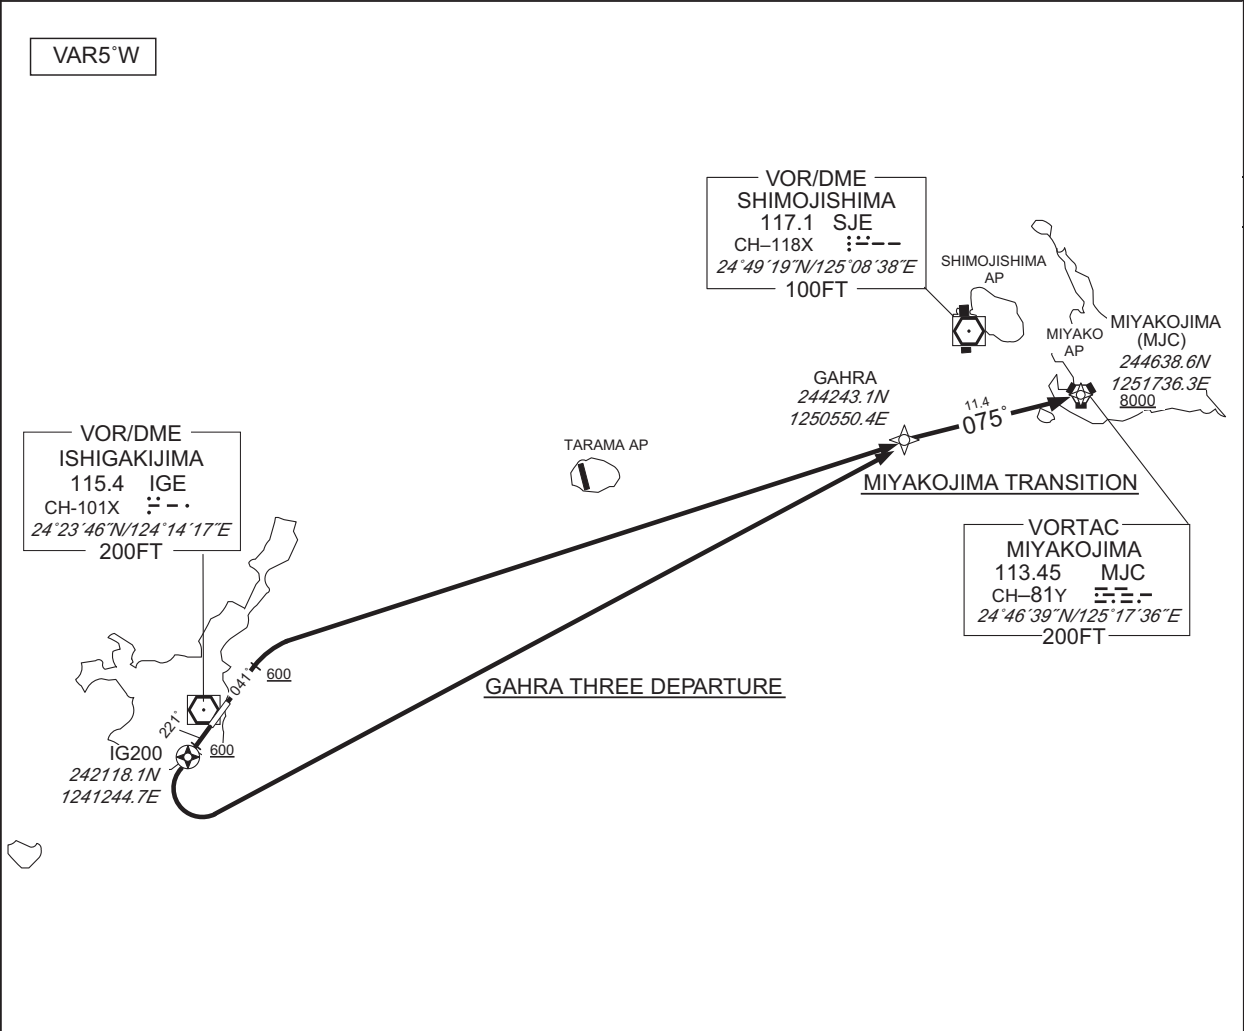 VAR5°W
VOR/DME
SHIMOJISHIMA
117.1 SJE
CH–118X
24°49´19˝N/125°08´38˝E
100FT
SHIMOJISHIMA
AP
MIYAKO
AP
MIYAKOJIMA
(MJC)
244638.6N
1251736.3E
8000
GAHRA
244243.1N
1250550.4E
11.4
075°
TARAMA AP
MIYAKOJIMA TRANSITION
VOR/DME
ISHIGAKIJIMA
115.4 IGE
CH-101X
24°23´46˝N/124°14´17˝E
200FT
VORTAC
MIYAKOJIMA
113.45 MJC
CH–81Y
24°46´39˝N/125°17´36˝E
200FT
041°
600
GAHRA THREE DEPARTURE
221°
600
IG200
242118.1N
1241244.7E